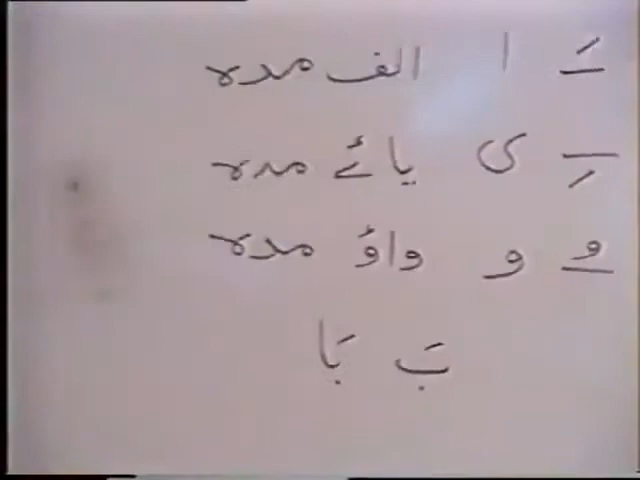 ـَ ا الف مدہ
ـِ ی یائے مدہ
ـُ و واؤ مدہ
بَ بَا